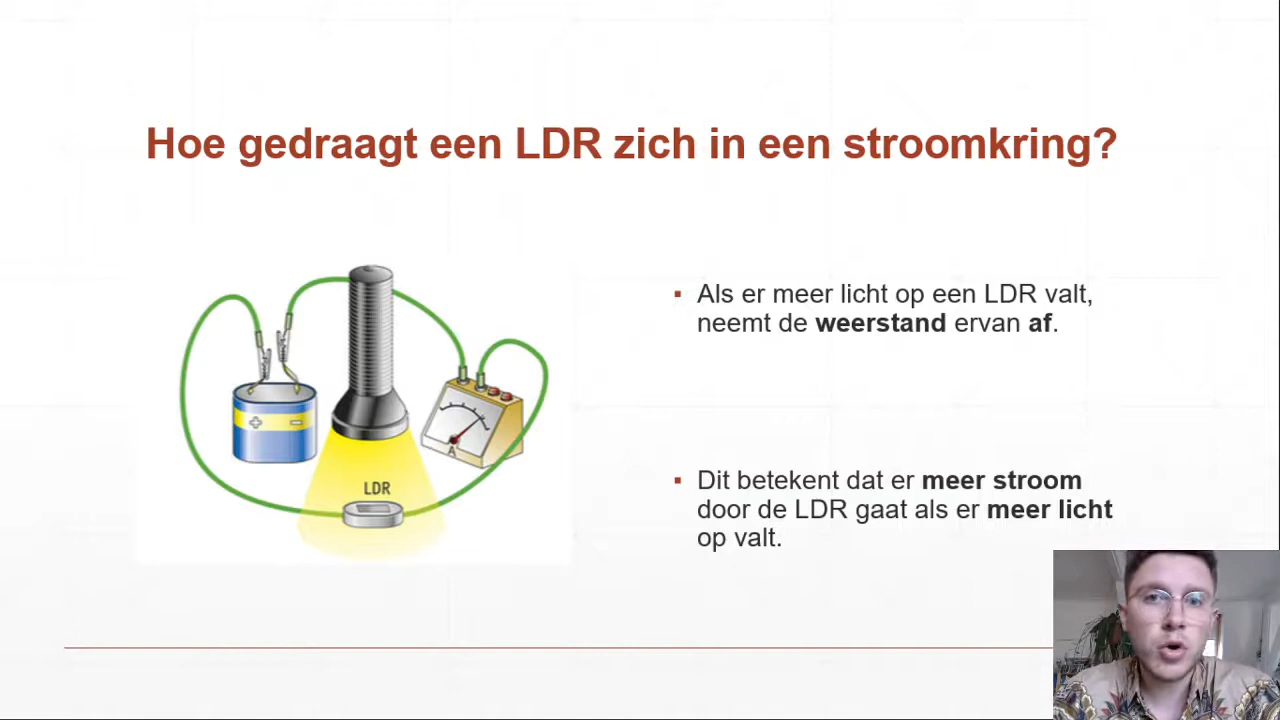 Hoe gedraagt een LDR zich in een stroomkring?
▪ Als er meer licht op een LDR valt,
neemt de weerstand ervan af.
▪ Dit betekent dat er meer stroom
door de LDR gaat als er meer licht
op valt.
+ −
A
LDR